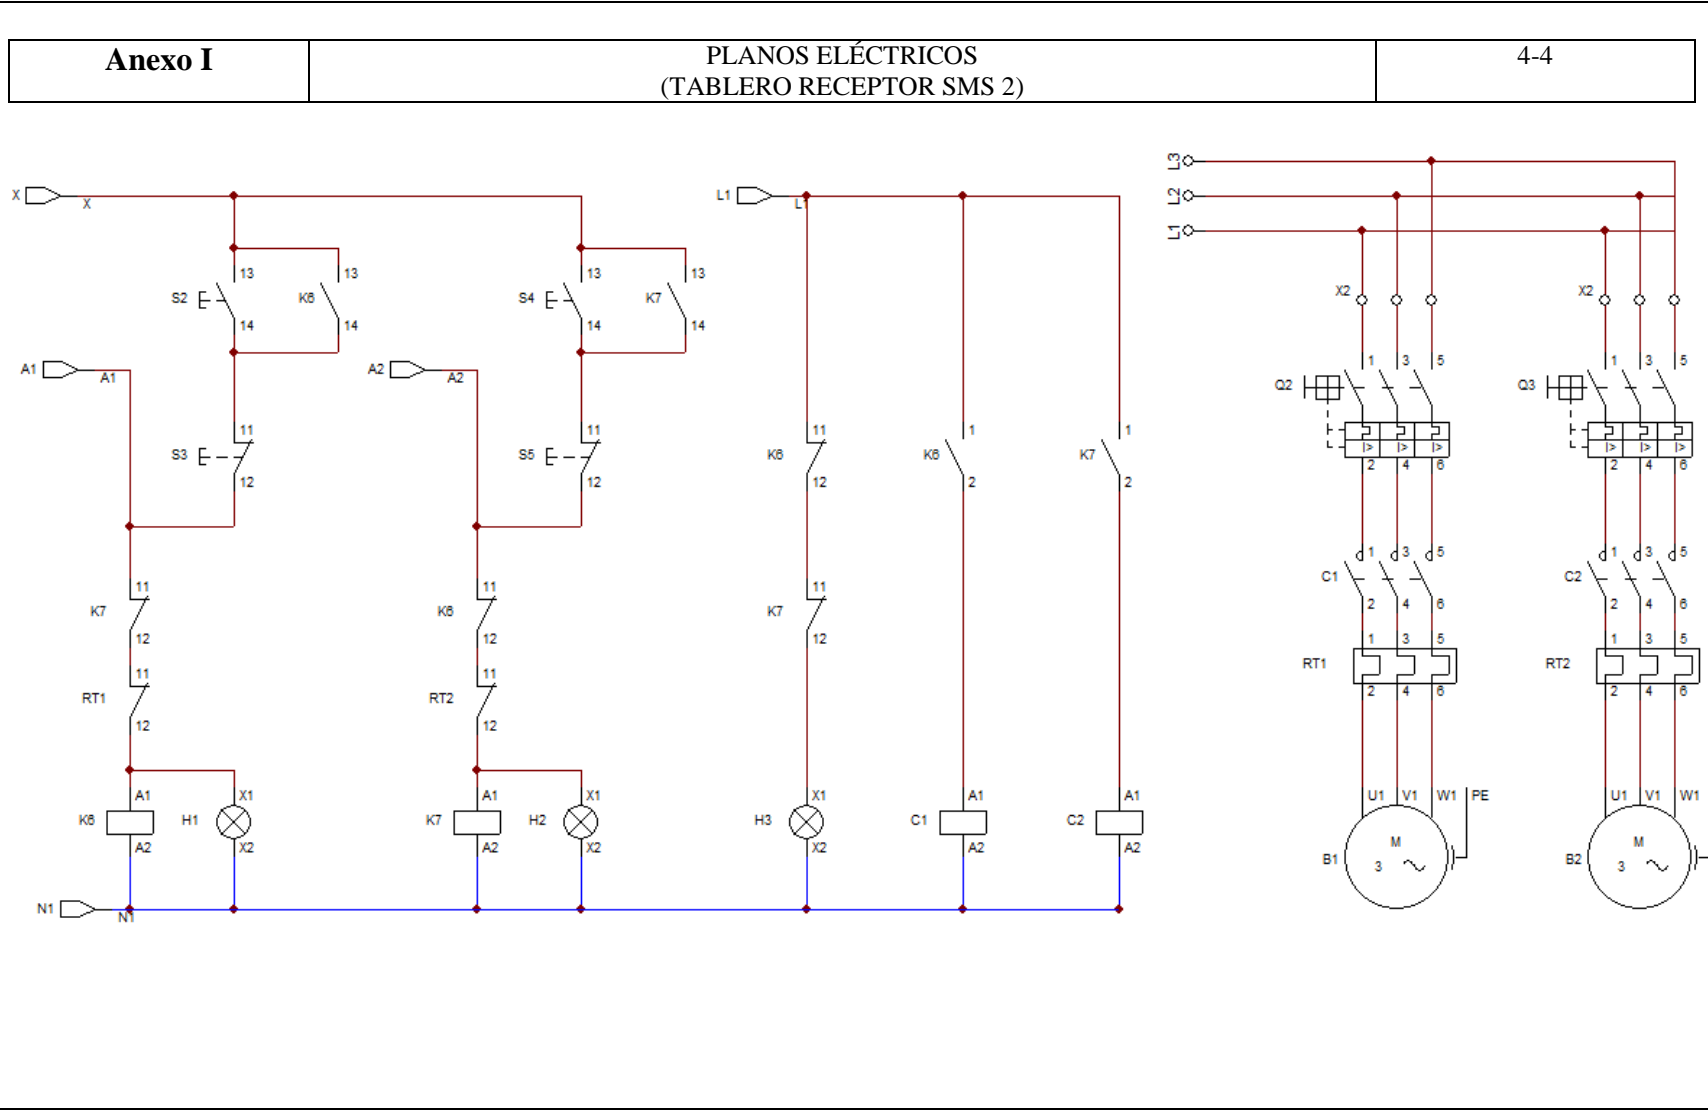 Anexo I
PLANOS ELÉCTRICOS
(TABLERO RECEPTOR SMS 2)
4-4
X
X
L1
L1
L3
L2
L1
13
13
13
13
S2
K6
S4
K7
14
14
14
14
X2
X2
A1
A1
A2
A2
1 3 5
1 3 5
Q2
Q3
I> I> I>
I> I> I>
2 4 6
2 4 6
11
11
11
1
1
S3
S5
K6
K6
K7
12
12
12
2
2
1 3 5
1 3 5
C1
C2
2 4 6
2 4 6
11
11
11
K7
K6
K7
12
12
12
1 3 5
1 3 5
RT1
RT2
2 4 6
2 4 6
11
11
RT1
RT2
12
12
A1
X1
A1
X1
X1
A1
A1
U1 V1 W1 PE
U1 V1 W1
K6
H1
K7
H2
H3
C1
C2
A2
X2
A2
X2
X2
A2
A2
M
3
B1
M
3
B2
N1
N1